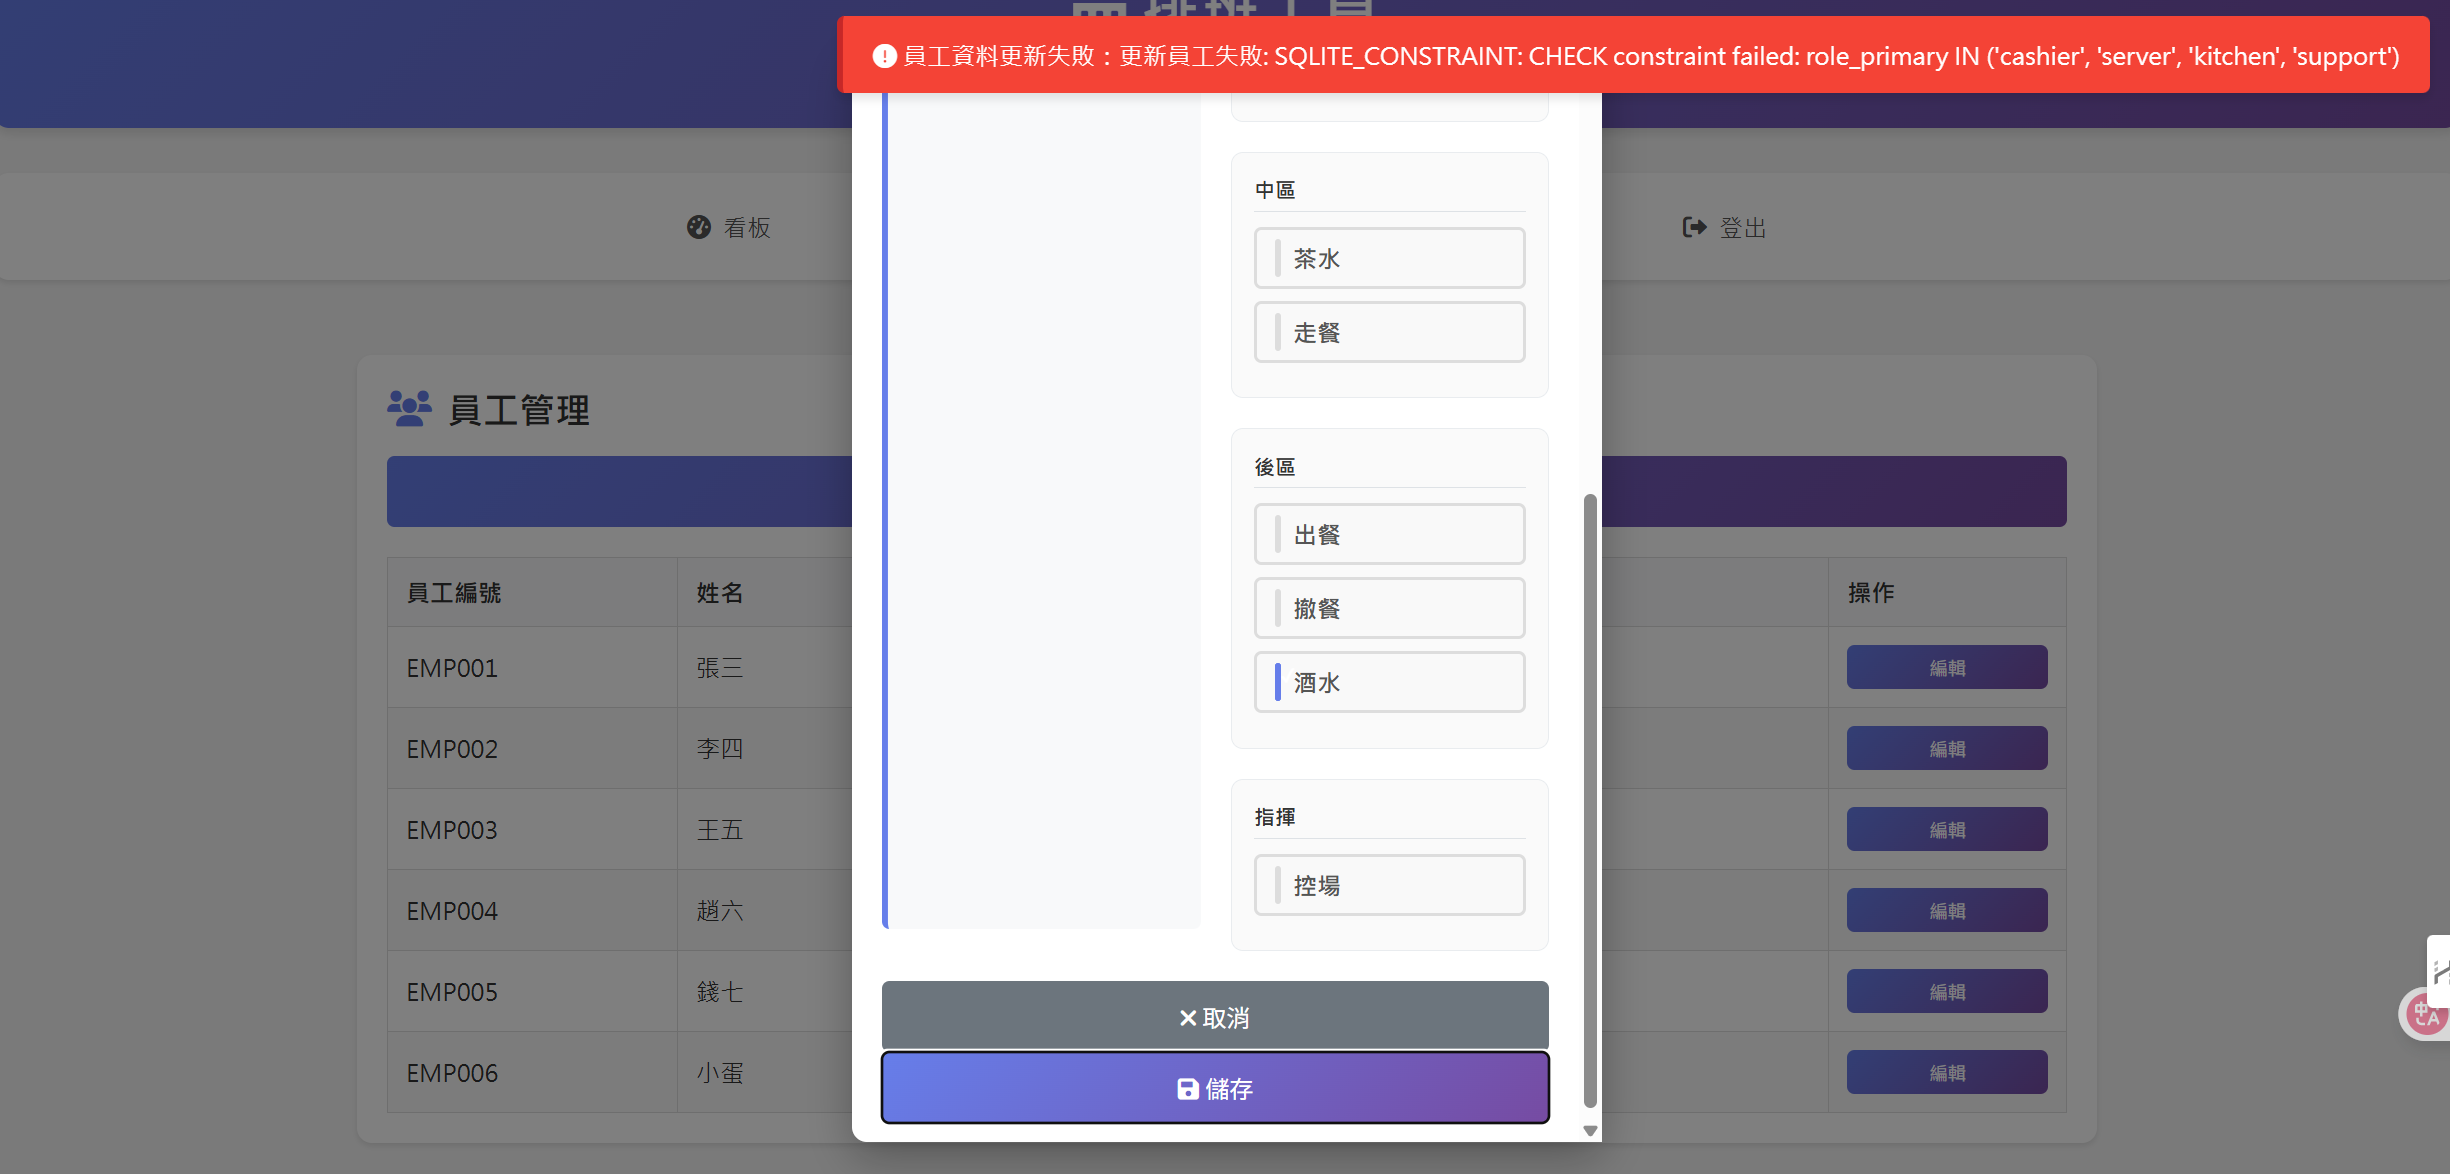 排班工具
員工資料更新失敗：更新員工失敗: SQLITE_CONSTRAINT: CHECK constraint failed: role_primary IN ('cashier', 'server', 'kitchen', 'support')
看板
登出
員工管理
員工編號 姓名 操作
EMP001 張三 編輯
EMP002 李四 編輯
EMP003 王五 編輯
EMP004 趙六 編輯
EMP005 錢七 編輯
EMP006 小蛋 編輯
中區
茶水
走餐
後區
出餐
撤餐
酒水
指揮
控場
取消
儲存